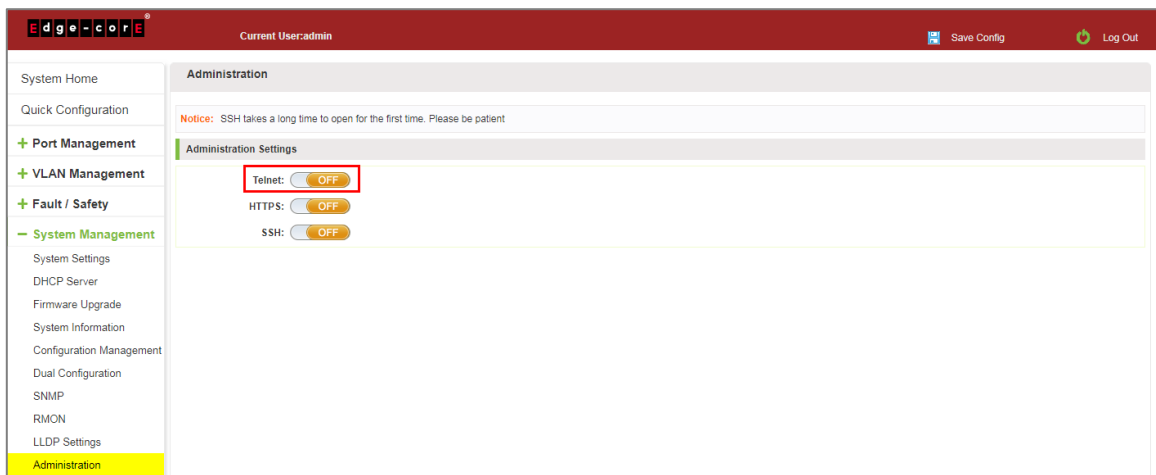 Edge-corE®
Current User:admin
Save Config
Log Out
System Home
Quick Configuration
+ Port Management
+ VLAN Management
+ Fault / Safety
− System Management
System Settings
DHCP Server
Firmware Upgrade
System Information
Configuration Management
Dual Configuration
SNMP
RMON
LLDP Settings
Administration
Administration
Notice: SSH takes a long time to open for the first time. Please be patient
Administration Settings
Telnet: OFF
HTTPS: OFF
SSH: OFF